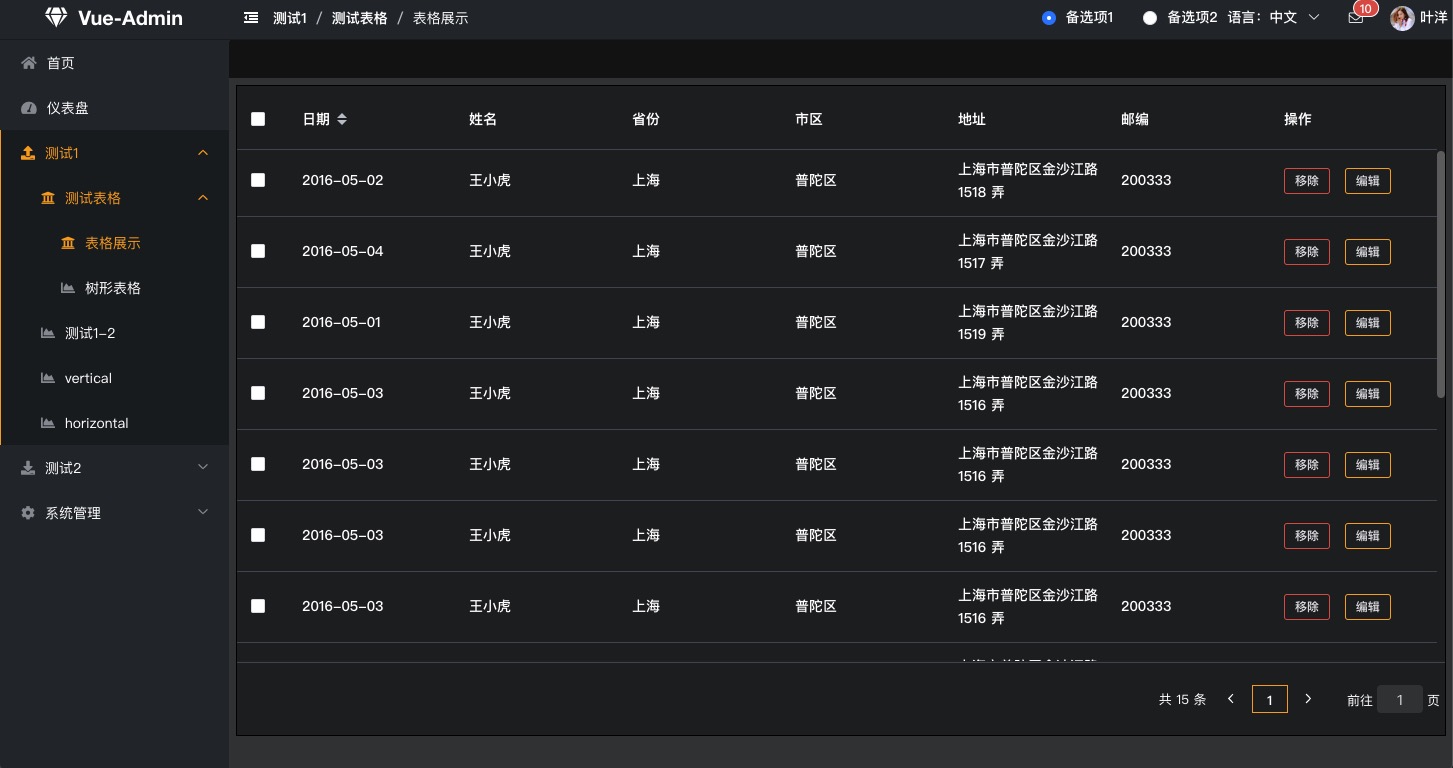 Vue-Admin
测试1 / 测试表格 / 表格展示
备选项1 备选项2 语言：中文 10 叶洋
首页
仪表盘
测试1
测试表格
表格展示
树形表格
测试1-2
vertical
horizontal
测试2
系统管理
日期 姓名 省份 市区 地址 邮编 操作
2016-05-02 王小虎 上海 普陀区 上海市普陀区金沙江路 200333 移除 编辑
1518 弄
2016-05-04 王小虎 上海 普陀区 上海市普陀区金沙江路 200333 移除 编辑
1517 弄
2016-05-01 王小虎 上海 普陀区 上海市普陀区金沙江路 200333 移除 编辑
1519 弄
2016-05-03 王小虎 上海 普陀区 上海市普陀区金沙江路 200333 移除 编辑
1516 弄
2016-05-03 王小虎 上海 普陀区 上海市普陀区金沙江路 200333 移除 编辑
1516 弄
2016-05-03 王小虎 上海 普陀区 上海市普陀区金沙江路 200333 移除 编辑
1516 弄
2016-05-03 王小虎 上海 普陀区 上海市普陀区金沙江路 200333 移除 编辑
1516 弄
共 15 条 1 前往 1 页